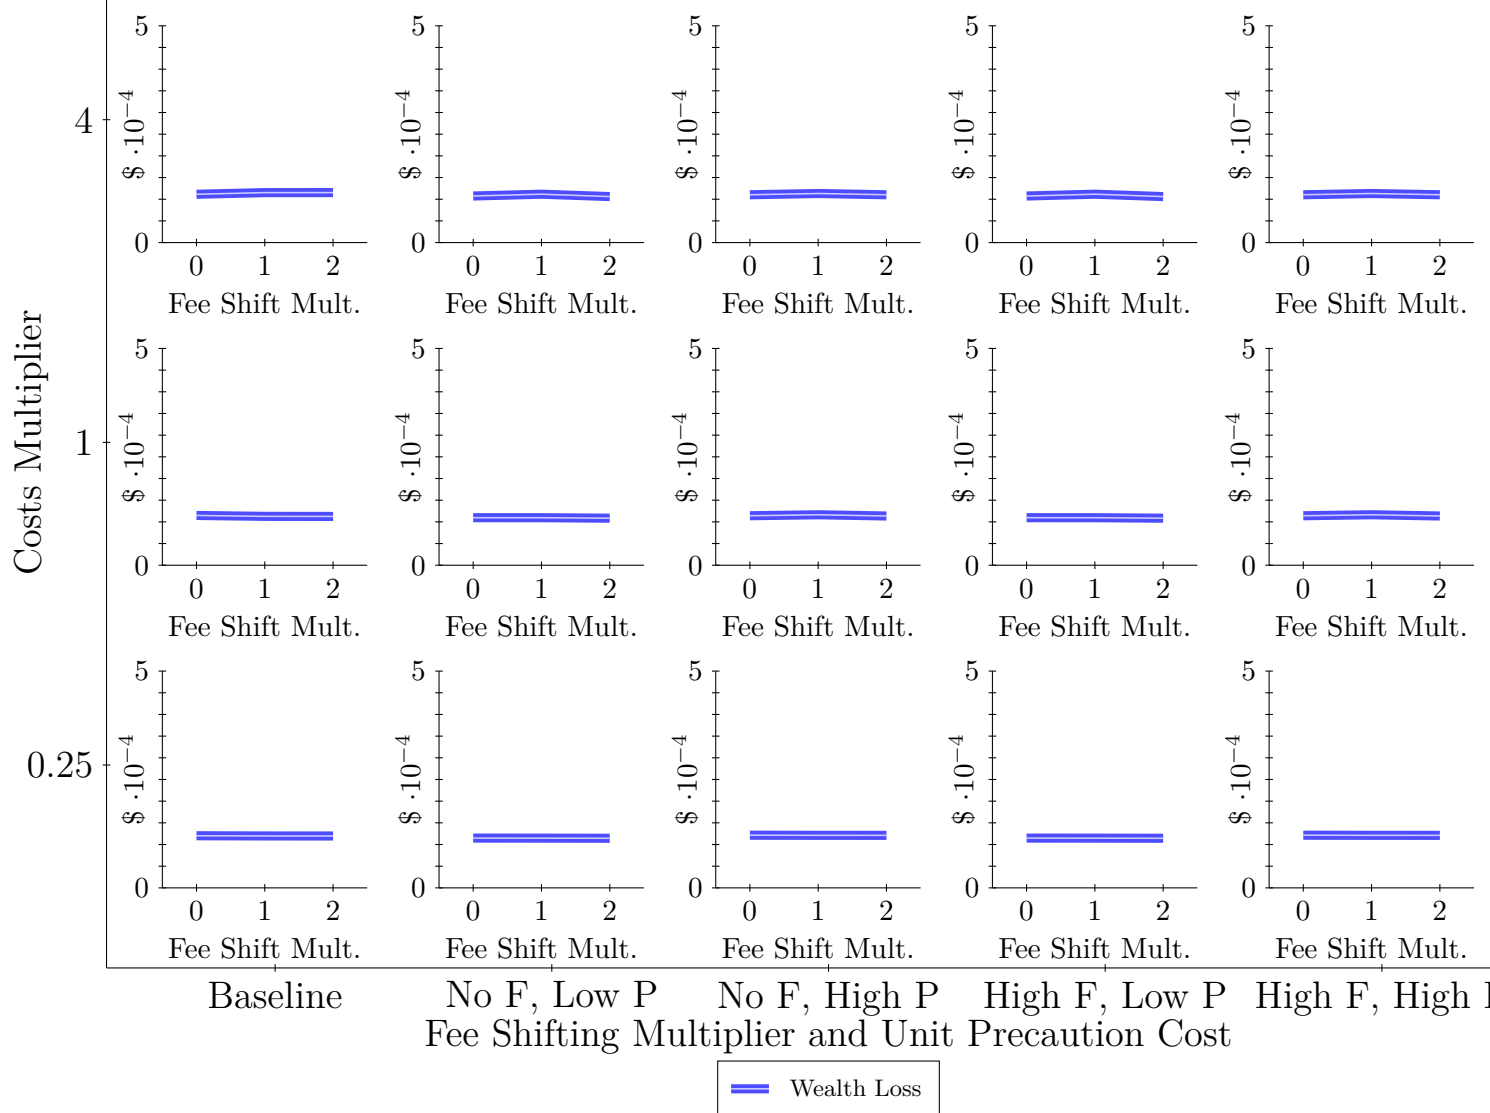 Costs Multiplier
4
5
$ ·10−4
0
0 1 2
Fee Shift Mult.
5
$ ·10−4
0
0 1 2
Fee Shift Mult.
5
$ ·10−4
0
0 1 2
Fee Shift Mult.
5
$ ·10−4
0
0 1 2
Fee Shift Mult.
5
$ ·10−4
0
0 1 2
Fee Shift Mult.
1
5
$ ·10−4
0
0 1 2
Fee Shift Mult.
5
$ ·10−4
0
0 1 2
Fee Shift Mult.
5
$ ·10−4
0
0 1 2
Fee Shift Mult.
5
$ ·10−4
0
0 1 2
Fee Shift Mult.
5
$ ·10−4
0
0 1 2
Fee Shift Mult.
0.25
5
$ ·10−4
0
0 1 2
Fee Shift Mult.
5
$ ·10−4
0
0 1 2
Fee Shift Mult.
5
$ ·10−4
0
0 1 2
Fee Shift Mult.
5
$ ·10−4
0
0 1 2
Fee Shift Mult.
5
$ ·10−4
0
0 1 2
Fee Shift Mult.
Baseline
No F, Low P
No F, High P
High F, Low P
High F, High
Fee Shifting Multiplier and Unit Precaution Cost
Wealth Loss